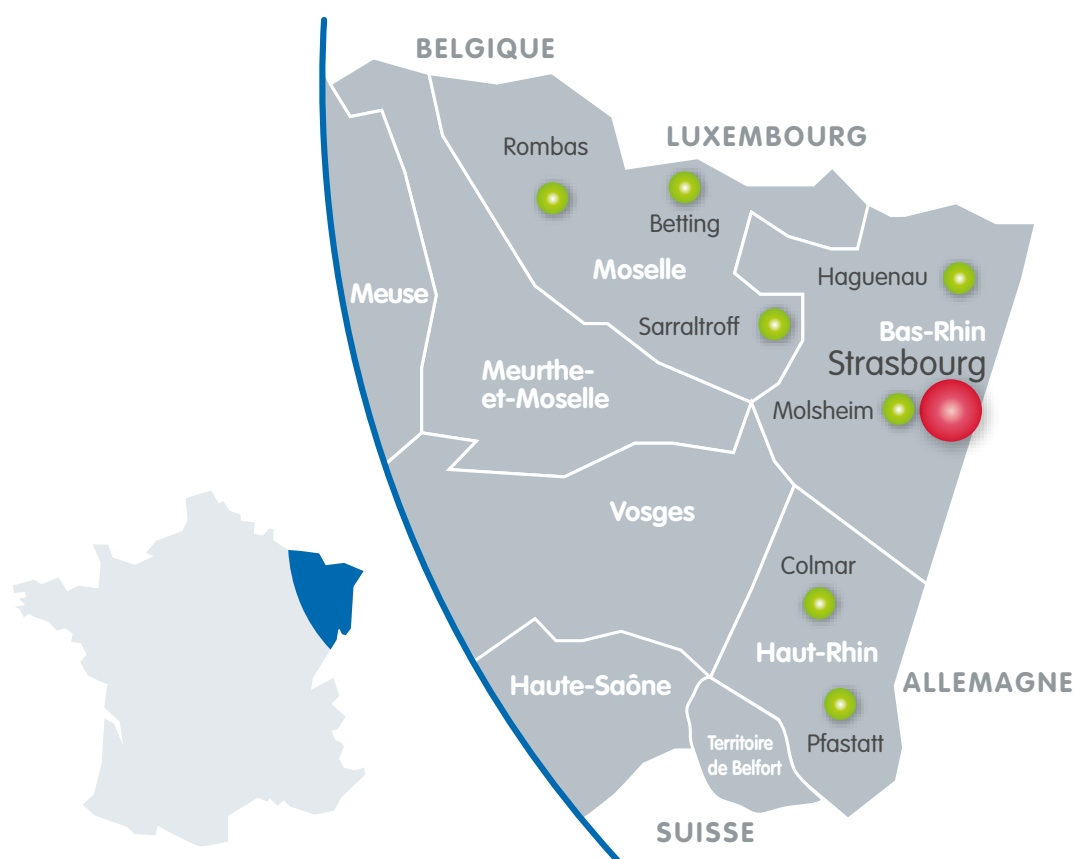 BELGIQUE
LUXEMBOURG
Rombas
Betting
Moselle
Haguenau
Meuse
Sarraltroff
Bas-Rhin
Strasbourg
Meurthe-
et-Moselle
Molsheim
Vosges
Colmar
Haut-Rhin
Haute-Saône
ALLEMAGNE
Territoire
de Belfort
Pfastatt
SUISSE